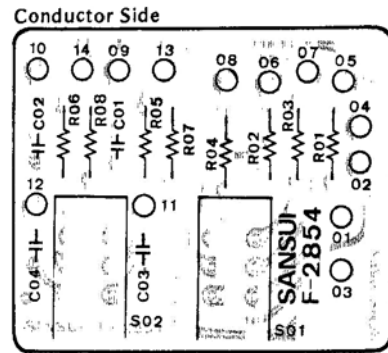 Conductor Side
10 14 09 13 08 06 07 05
04
C02 R06 R08 C01 R05 R07 R04 R02 R03 R01
02
12 11
01
C04 C03 SANSUI
F-2854
03
S02 S01